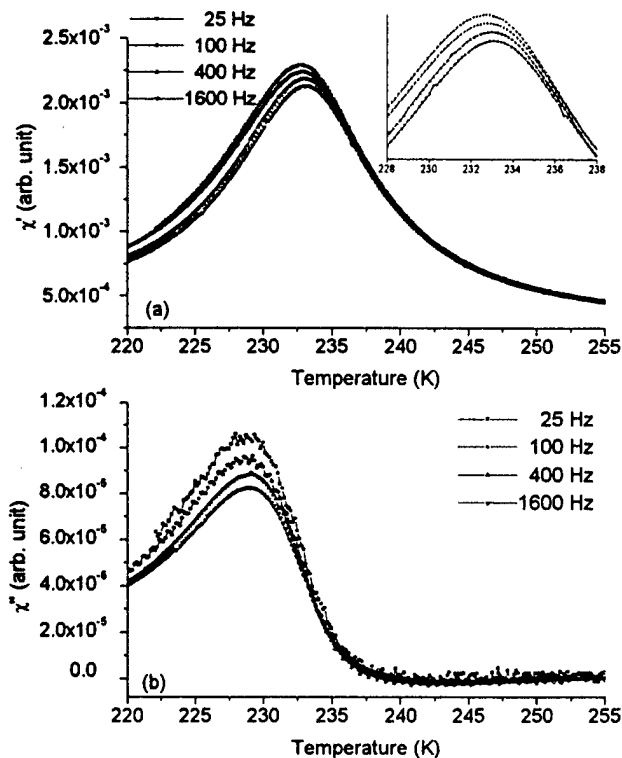 25 Hz
100 Hz
400 Hz
1600 Hz
2.5x10⁻³
2.0x10⁻³
1.5x10⁻³
1.0x10⁻³
5.0x10⁻⁴
χ' (arb. unit)
228 230 232 234 236 238
(a)
220 225 230 235 240 245 250 255
Temperature (K)
1.2x10⁻⁴
1.0x10⁻⁴
8.0x10⁻⁵
6.0x10⁻⁵
4.0x10⁻⁵
2.0x10⁻⁵
0.0
χ" (arb. unit)
25 Hz
100 Hz
400 Hz
1600 Hz
(b)
220 225 230 235 240 245 250 255
Temperature (K)